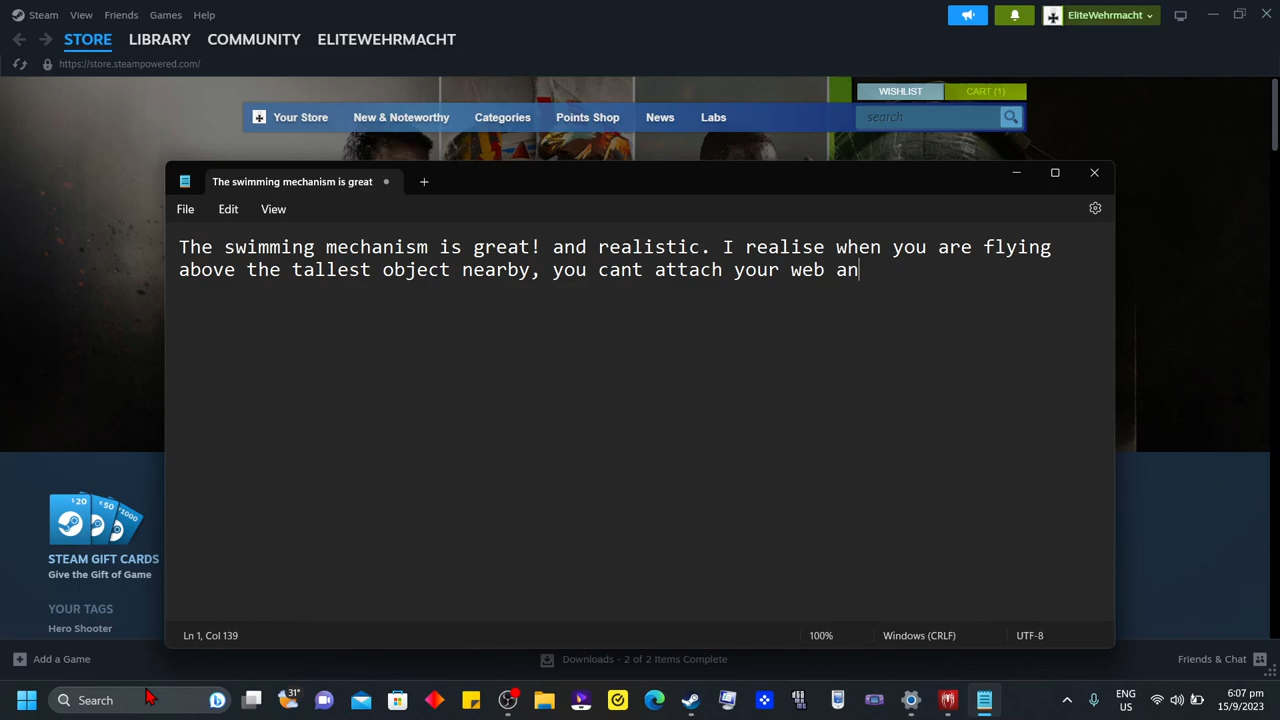 Steam View Friends Games Help
EliteWehrmacht
STORE LIBRARY COMMUNITY ELITEWEHRMACHT
https://store.steampowered.com/
WISHLIST CART (1)
Your Store New & Noteworthy Categories Points Shop News Labs search
The swimming mechanism is great
File Edit View
The swimming mechanism is great! and realistic. I realise when you are flying
above the tallest object nearby, you cant attach your web an
$20 €50 $1000
STEAM GIFT CARDS
Give the Gift of Game
YOUR TAGS
Hero Shooter
Ln 1, Col 139 100% Windows (CRLF) UTF-8
Add a Game Downloads - 2 of 2 Items Complete Friends & Chat
Search 31° ENG 6:07 pm
US 15/9/2023